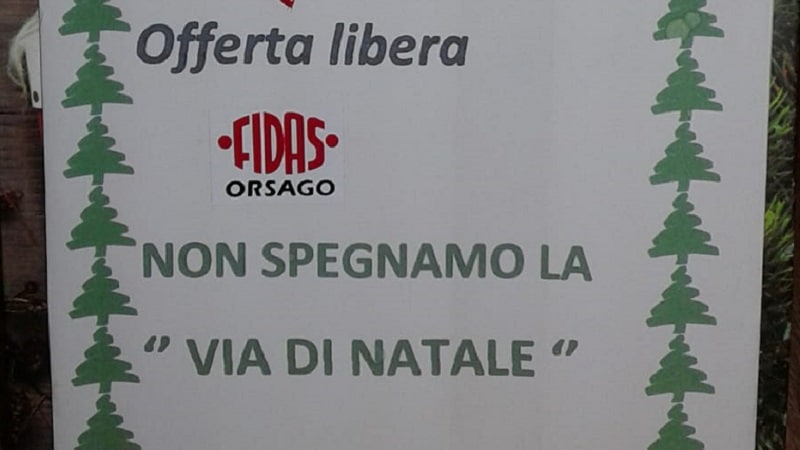 Offerta libera
•FIDAS•
ORSAGO
NON SPEGNAMO LA
‘’ VIA DI NATALE ‘’